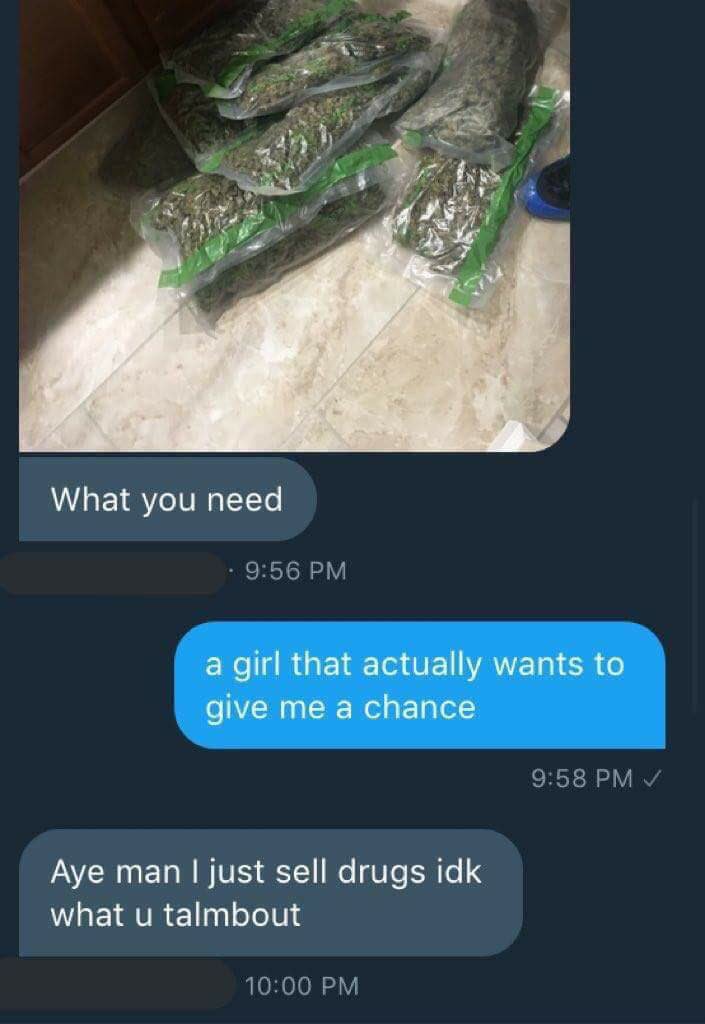 What you need
· 9:56 PM
a girl that actually wants to
give me a chance
9:58 PM ✓
Aye man I just sell drugs idk
what u talmbout
10:00 PM